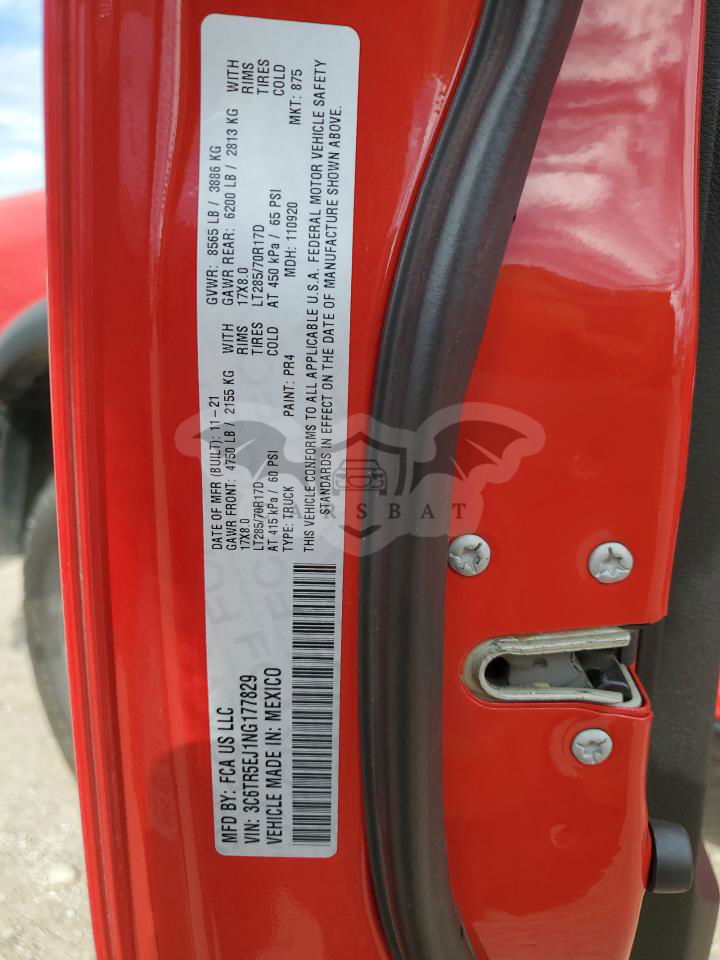 MFD BY: FCA US LLC
DATE OF MFR (BUILT): 11-21
GVWR: 8565 LB / 3886 KG
GAWR FRONT: 4750 LB / 2155 KG WITH
GAWR REAR: 6200 LB / 2813 KG WITH
17X8.0 RIMS
17X8.0 RIMS
LT285/70R17D TIRES
LT285/70R17D TIRES
AT 415 kPa / 60 PSI COLD
AT 450 kPa / 65 PSI COLD
VIN: 3C6TR5EJ1NG177829
TYPE: TRUCK
PAINT: PR4
MDH: 110920
MKT: 875
VEHICLE MADE IN: MEXICO
THIS VEHICLE CONFORMS TO ALL APPLICABLE U.S.A. FEDERAL MOTOR VEHICLE SAFETY
STANDARDS IN EFFECT ON THE DATE OF MANUFACTURE SHOWN ABOVE.
CARSBAT